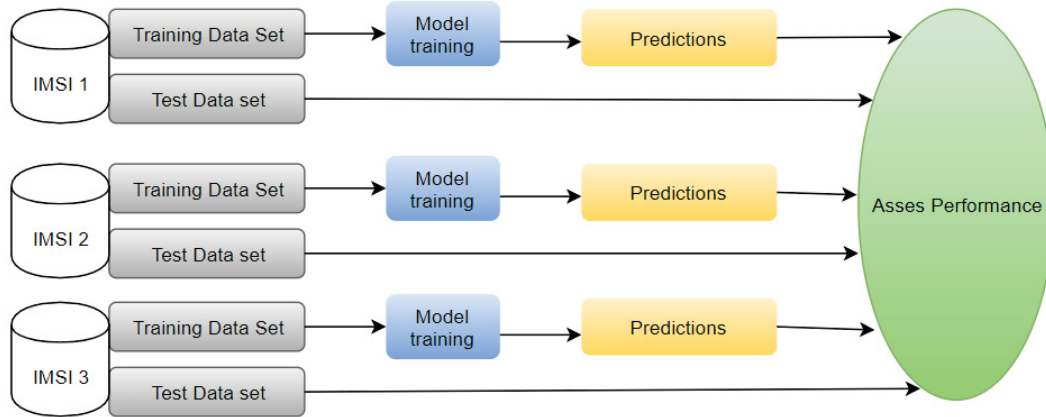 Training Data Set
Model
training
Predictions
IMSI 1
Test Data set
Training Data Set
Model
training
Predictions
Asses Performance
IMSI 2
Test Data set
Training Data Set
Model
training
Predictions
IMSI 3
Test Data set